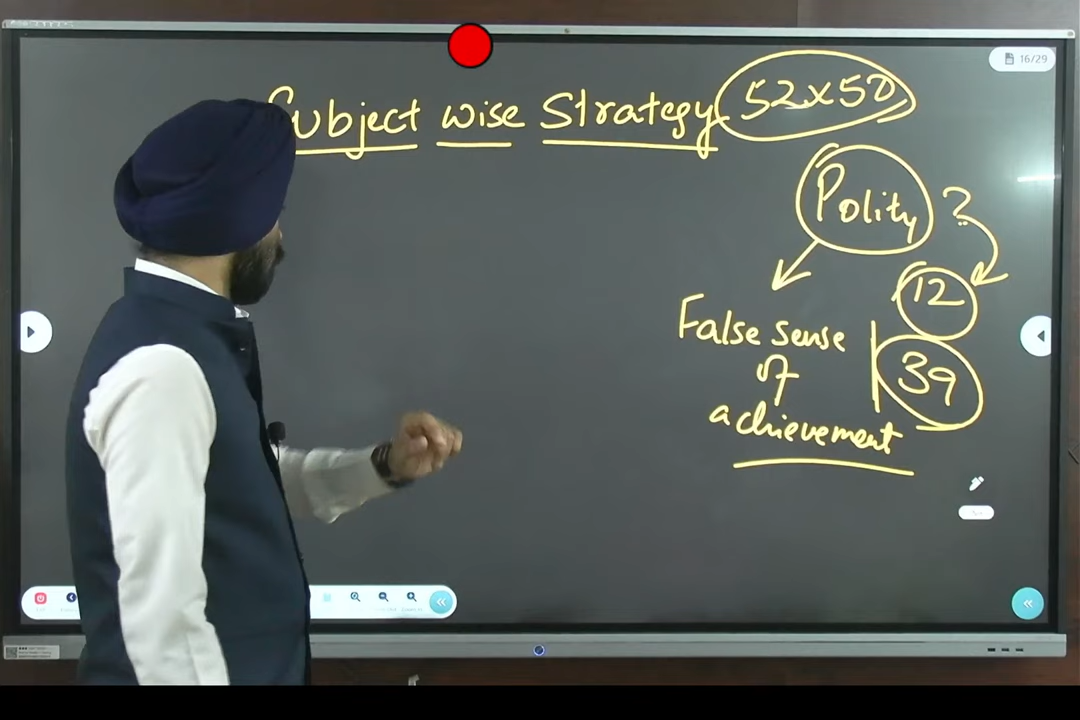 16/29
Subject wise Strategy 52x50
Polity ?
12
False sense
39
of
achievement